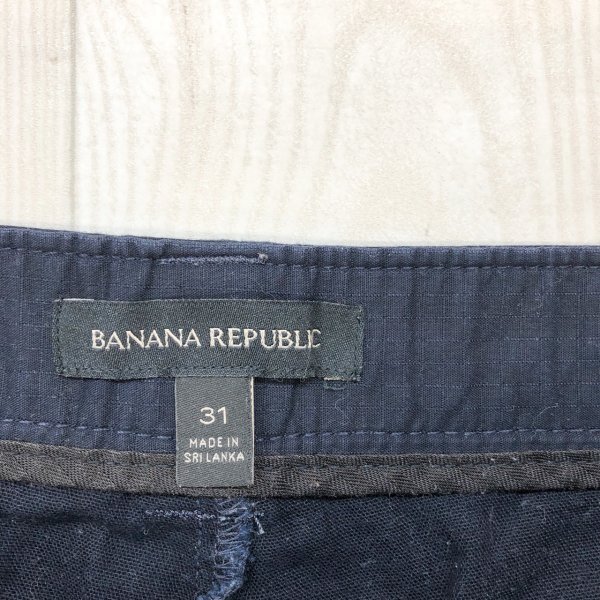 BANANA REPUBLIC
31
MADE IN
SRI LANKA